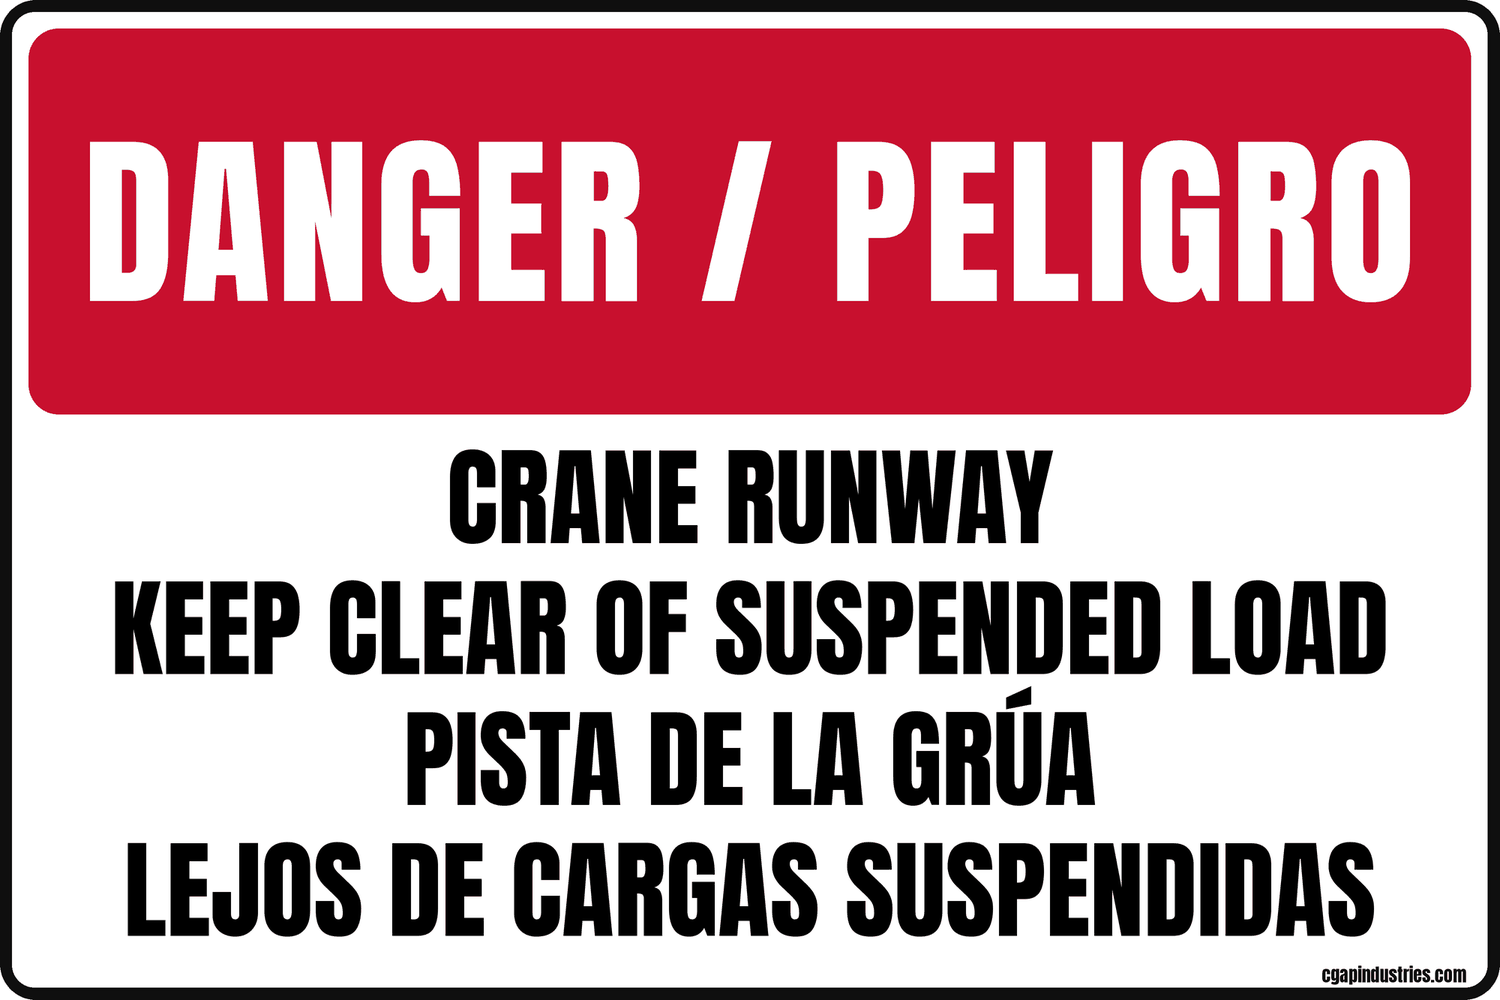 DANGER / PELIGRO
CRANE RUNWAY
KEEP CLEAR OF SUSPENDED LOAD
PISTA DE LA GRÚA
LEJOS DE CARGAS SUSPENDIDAS
cgapindustries.com